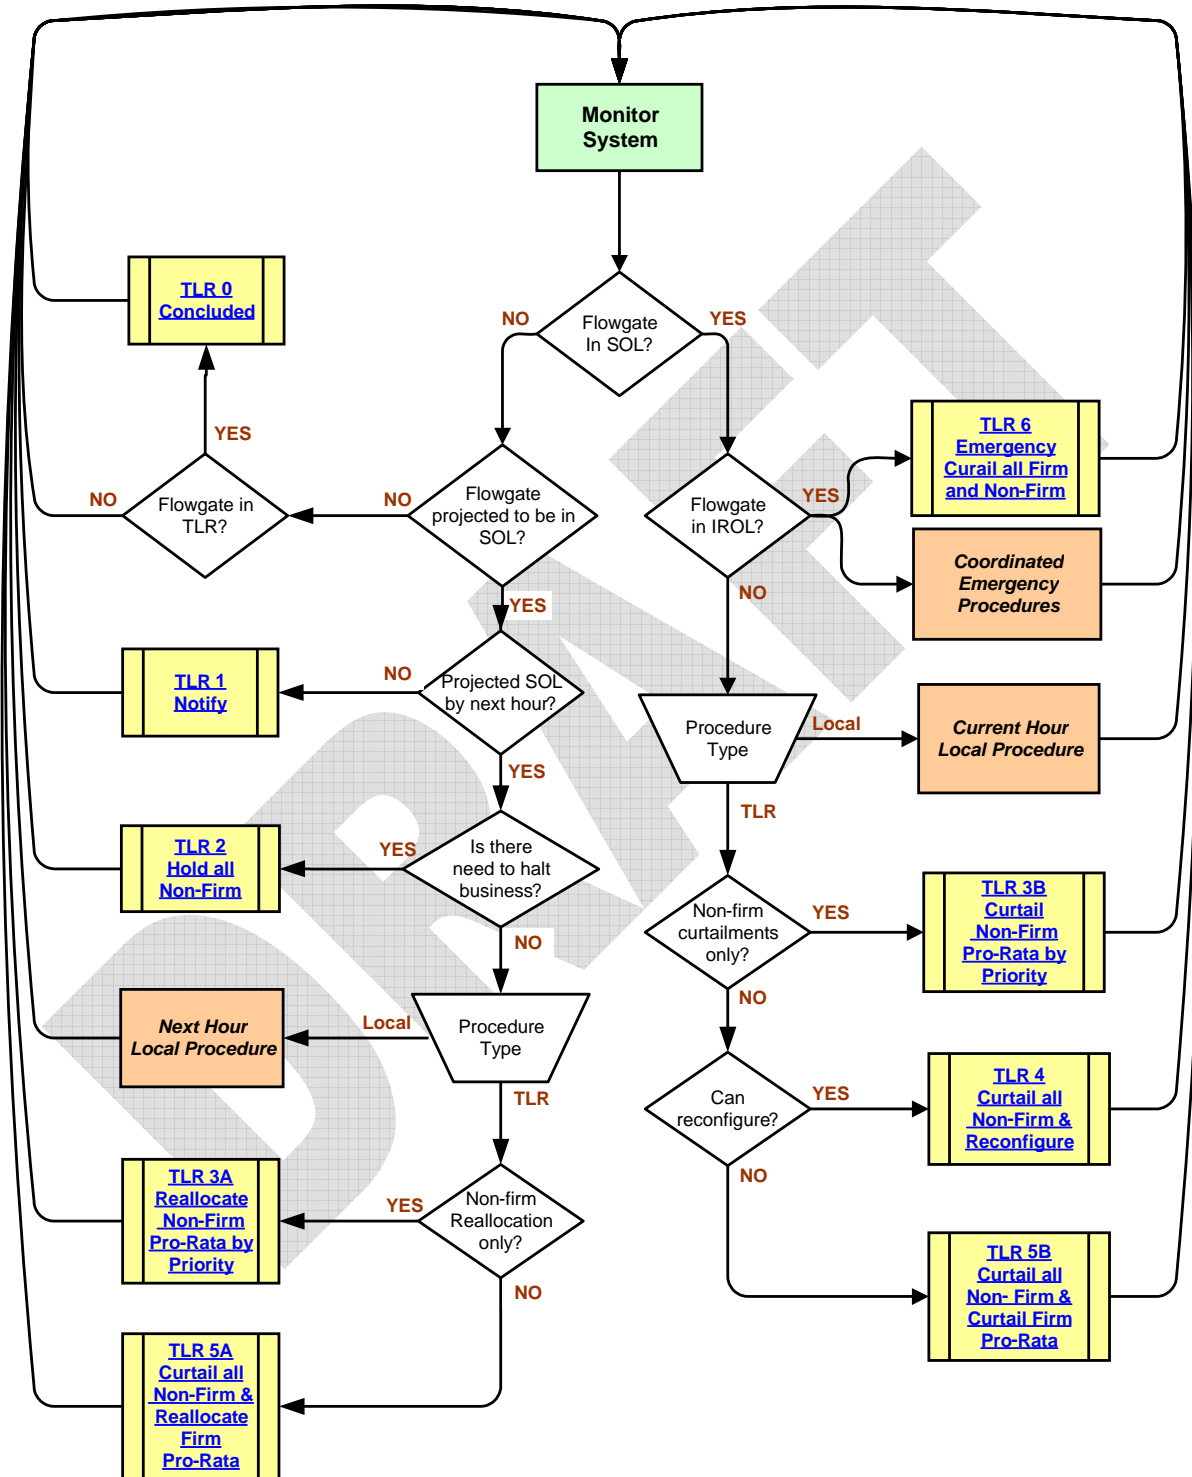 Monitor
System
Flowgate
In SOL?
NO
YES
TLR 0
Concluded
YES
Flowgate in
TLR?
NO
NO
Flowgate
projected to be in
SOL?
YES
Flowgate
in IROL?
YES
NO
TLR 6
Emergency
Curail all Firm
and Non-Firm
Coordinated
Emergency
Procedures
TLR 1
Notify
NO
Projected SOL
by next hour?
YES
Procedure
Type
Local
TLR
Current Hour
Local Procedure
TLR 2
Hold all
Non-Firm
YES
Is there
need to halt
business?
NO
Non-firm
curtailments
only?
YES
NO
TLR 3B
Curtail
Non-Firm
Pro-Rata by
Priority
Next Hour
Local Procedure
Local
Procedure
Type
TLR
Can
reconfigure?
YES
NO
TLR 4
Curtail all
Non-Firm &
Reconfigure
TLR 3A
Reallocate
Non-Firm
Pro-Rata by
Priority
YES
Non-firm
Reallocation
only?
NO
TLR 5B
Curtail all
Non- Firm &
Curtail Firm
Pro-Rata
TLR 5A
Curtail all
Non-Firm &
Reallocate
Firm
Pro-Rata
DRAFT